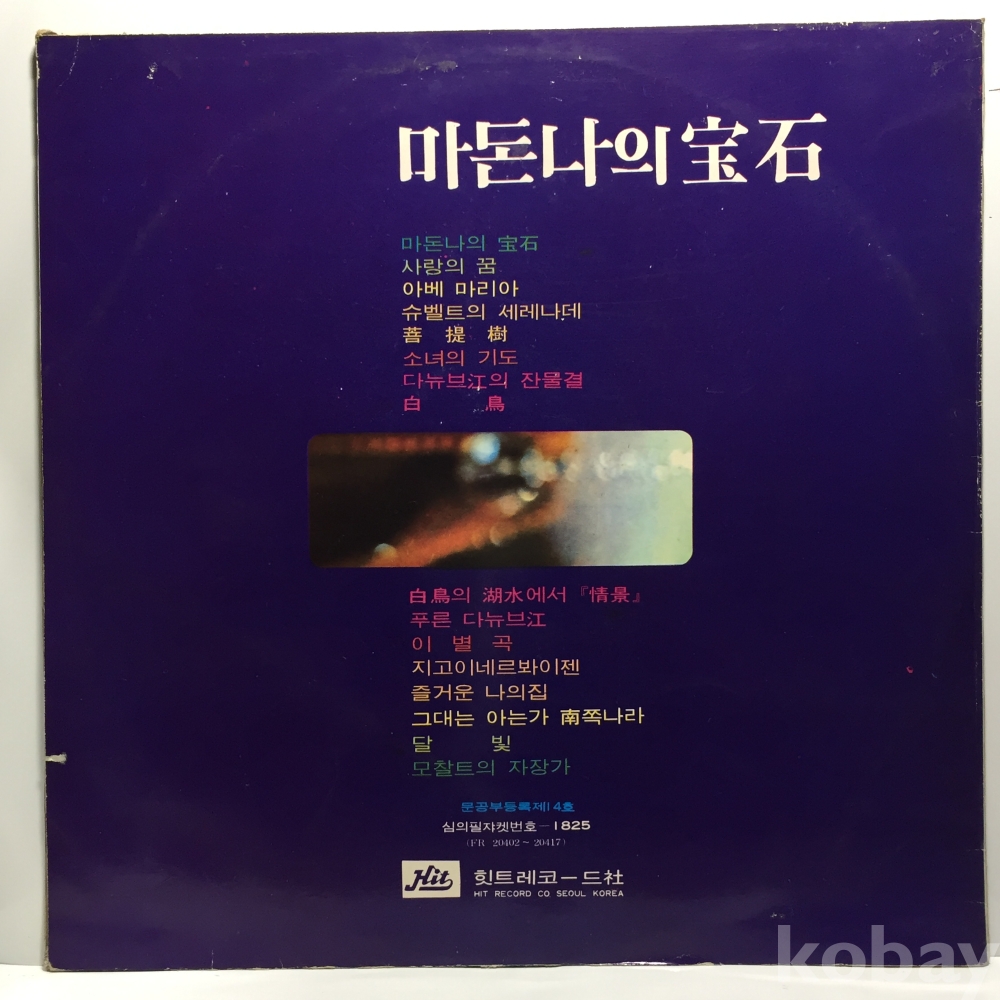 마돈나의 宝石
마돈나의 宝石
사랑의 꿈
아베 마리아
슈벨트의 세레나데
菩提樹
소녀의 기도
다뉴브江의 잔물결
白鳥
白鳥의 湖水에서 『情景』
푸른 다뉴브江
이별곡
지고이네르봐이젠
즐거운 나의집
그대는 아는가 南쪽나라
달빛
모찰트의 자장가
문공부등록제14호
심의필쟈켓번호-1825
(FR 20402~20417)
Hit 힛트레코ー드社
HIT RECORD CO SEOUL KOREA
kobay